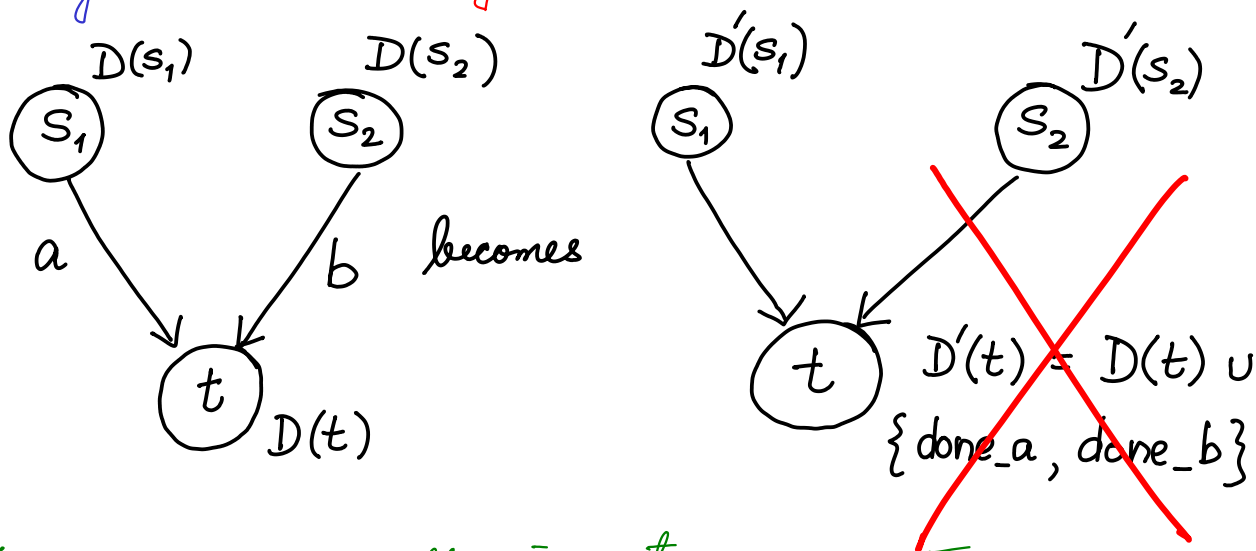 D(s₁) D(s₂) D'(s₁) D'(s₂)
S₁ S₂ S₁ S₂
a b becomes
t D(t) t D'(t) = D(t) ∪
{done_a, done_b}